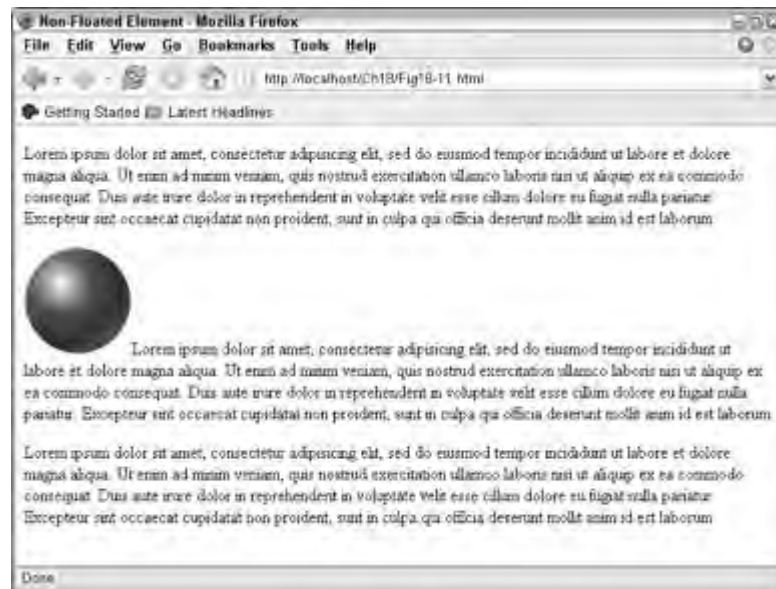 Non-Floated Element - Mozilla Firefox
File Edit View Go Bookmarks Tools Help
http://localhost/Ch18/Fig18-11.html
Getting Started Latest Headlines
Lorem ipsum dolor sit amet, consectetur adipisicing elit, sed do eiusmod tempor incididunt ut labore et dolore
magna aliqua. Ut enim ad minim veniam, quis nostrud exercitation ullamco laboris nisi ut aliquip ex ea commodo
consequat. Duis aute irure dolor in reprehenderit in voluptate velit esse cillum dolore eu fugiat nulla pariatur.
Excepteur sint occaecat cupidatat non proident, sunt in culpa qui officia deserunt mollit anim id est laborum.
Lorem ipsum dolor sit amet, consectetur adipisicing elit, sed do eiusmod tempor incididunt ut
labore et dolore magna aliqua. Ut enim ad minim veniam, quis nostrud exercitation ullamco laboris nisi ut aliquip ex
ea commodo consequat. Duis aute irure dolor in reprehenderit in voluptate velit esse cillum dolore eu fugiat nulla
pariatur. Excepteur sint occaecat cupidatat non proident, sunt in culpa qui officia deserunt mollit anim id est laborum.
Lorem ipsum dolor sit amet, consectetur adipisicing elit, sed do eiusmod tempor incididunt ut labore et dolore
magna aliqua. Ut enim ad minim veniam, quis nostrud exercitation ullamco laboris nisi ut aliquip ex ea commodo
consequat. Duis aute irure dolor in reprehenderit in voluptate velit esse cillum dolore eu fugiat nulla pariatur.
Excepteur sint occaecat cupidatat non proident, sunt in culpa qui officia deserunt mollit anim id est laborum.
Done